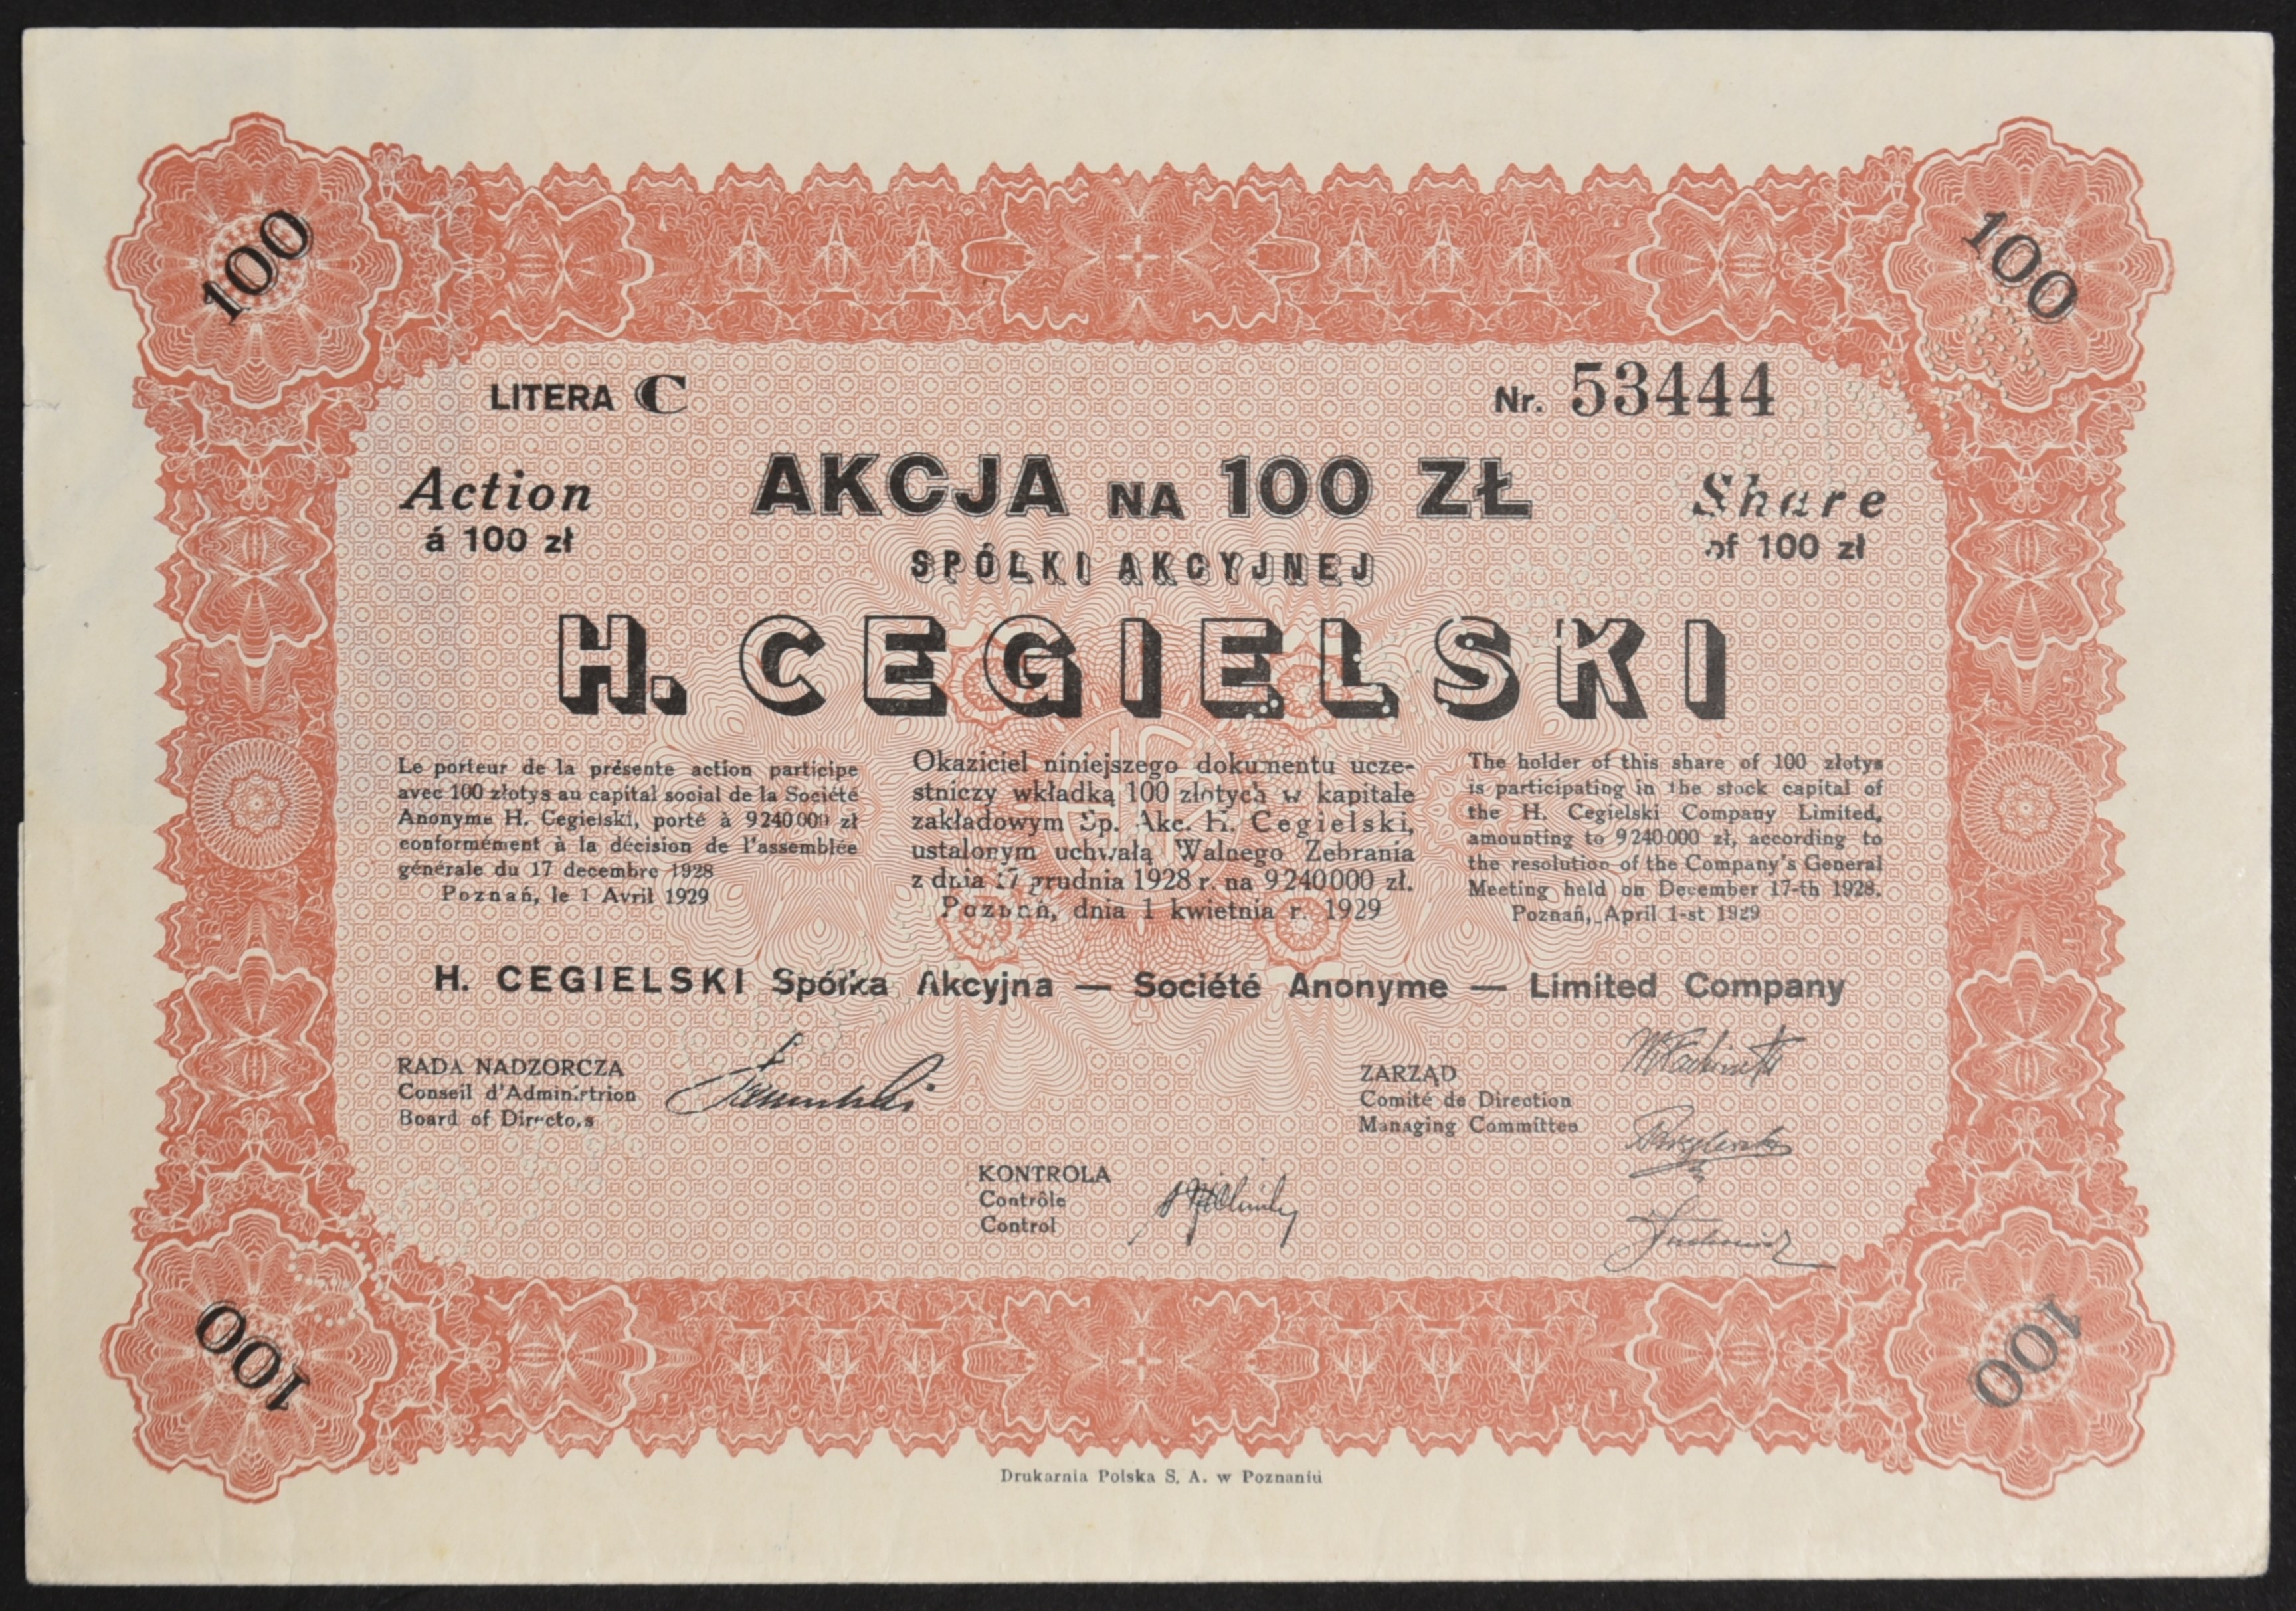 100
100
LITERA C
Nr. 53444
Action
á 100 zł
AKCJA NA 100 ZŁ
SPÓŁKI AKCYJNEJ
Share
of 100 zł
H. CEGIELSKI
Le porteur de la présente action participe
avec 100 złotys au capital social de la Société
Anonyme H. Cegielski, porté à 9240000 zł
conformément à la décision de l'assemblée
générale du 17 decembre 1928
Poznań, le 1 Avril 1929
Okaziciel niniejszego dokumentu ucze-
stniczy wkładką 100 złotych w kapitale
zakładowym Sp. Akc. H. Cegielski,
ustalonym uchwałą Walnego Zebrania
z dnia 17 grudnia 1928 r. na 9240000 zł.
Poznań, dnia 1 kwietnia r. 1929
The holder of this share of 100 złotys
is participating in the stock capital of
the H. Cegielski Company Limited,
amounting to 9240000 zł, according to
the resolution of the Company's General
Meeting held on December 17-th 1928.
Poznań, April 1-st 1929
H. CEGIELSKI Spółka Akcyjna — Société Anonyme — Limited Company
RADA NADZORCZA
Conseil d'Administrion
Board of Directors
ZARZĄD
Comité de Direction
Managing Committee
KONTROLA
Contrôle
Control
100
100
Drukarnia Polska S. A. w Poznaniu